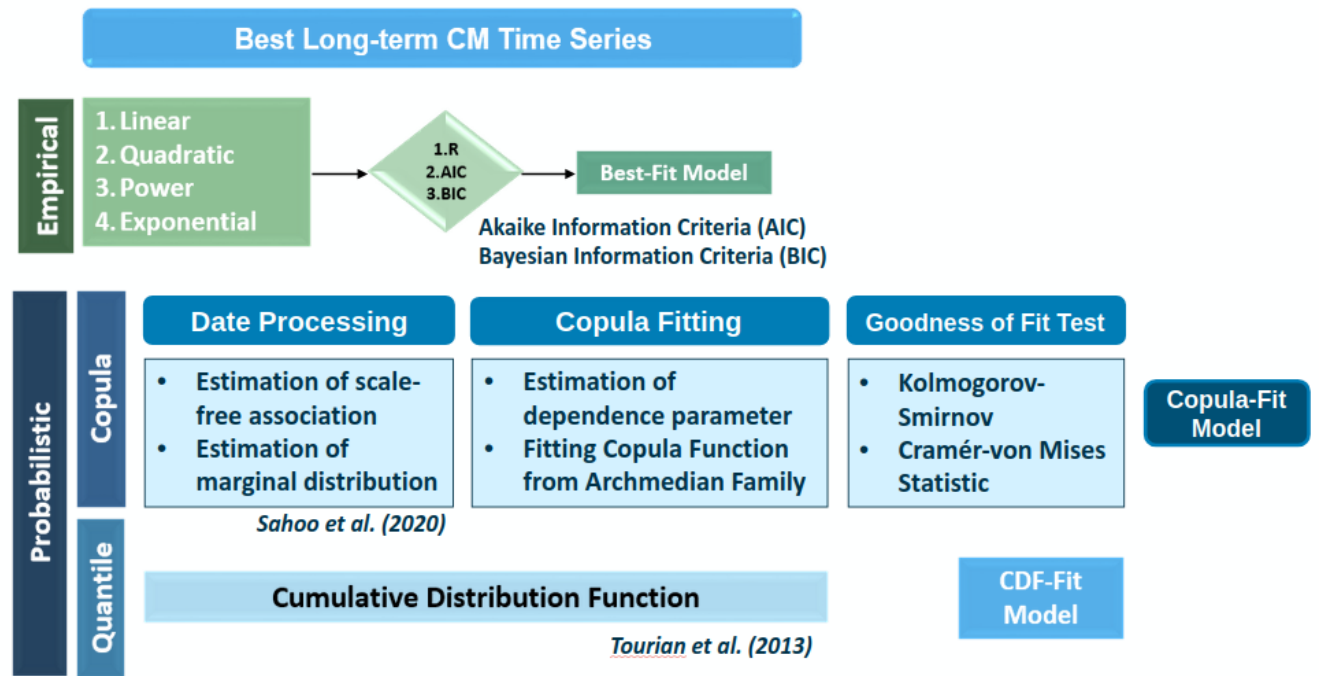 Best Long-term CM Time Series
Empirical
1. Linear
2. Quadratic
3. Power
4. Exponential
1.R
2.AIC
3.BIC
Best-Fit Model
Akaike Information Criteria (AIC)
Bayesian Information Criteria (BIC)
Probabilistic
Copula
Date Processing
• Estimation of scale-
free association
• Estimation of
marginal distribution
Sahoo et al. (2020)
Copula Fitting
• Estimation of
dependence parameter
• Fitting Copula Function
from Archmedian Family
Goodness of Fit Test
• Kolmogorov-
Smirnov
• Cramér-von Mises
Statistic
Copula-Fit
Model
Quantile
Cumulative Distribution Function
Tourian et al. (2013)
CDF-Fit
Model